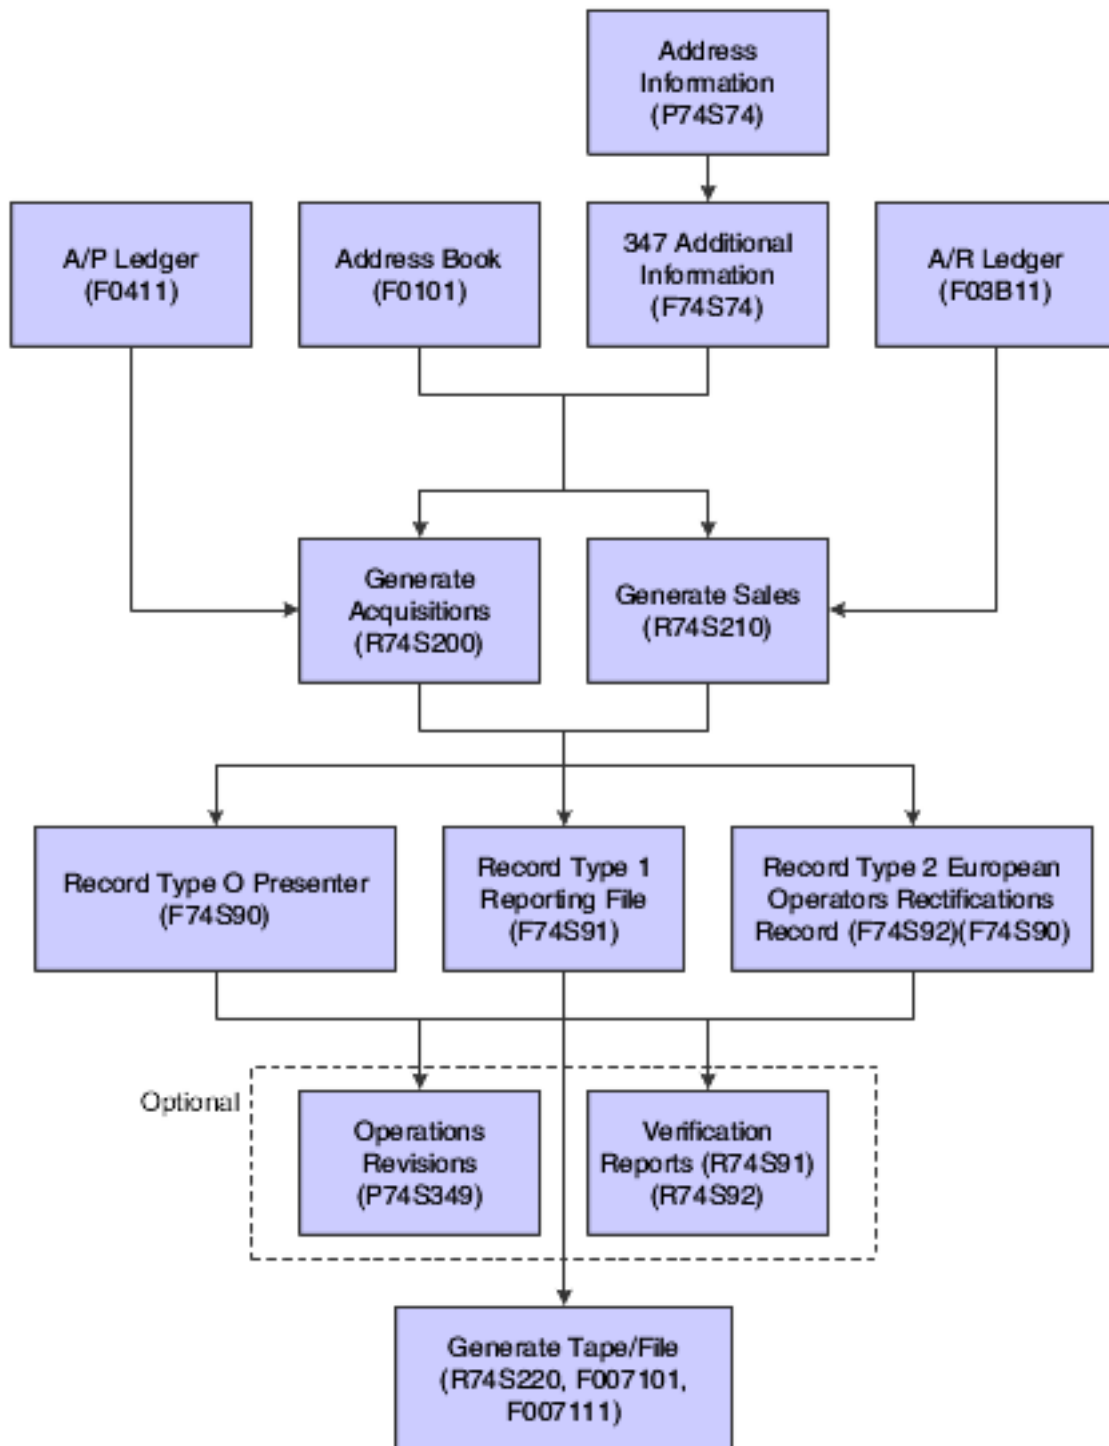 Address
Information
(P74S74)
A/P Ledger
(F0411)
Address Book
(F0101)
347 Additional
Information
(F74S74)
A/R Ledger
(F03B11)
Generate
Acquisitions
(R74S200)
Generate Sales
(R74S210)
Record Type O Presenter
(F74S90)
Record Type 1
Reporting File
(F74S91)
Record Type 2 European
Operators Rectifications
Record (F74S92)(F74S90)
Optional
Operations
Revisions
(P74S349)
Verification
Reports (R74S91)
(R74S92)
Generate Tape/File
(R74S220, F007101,
F007111)